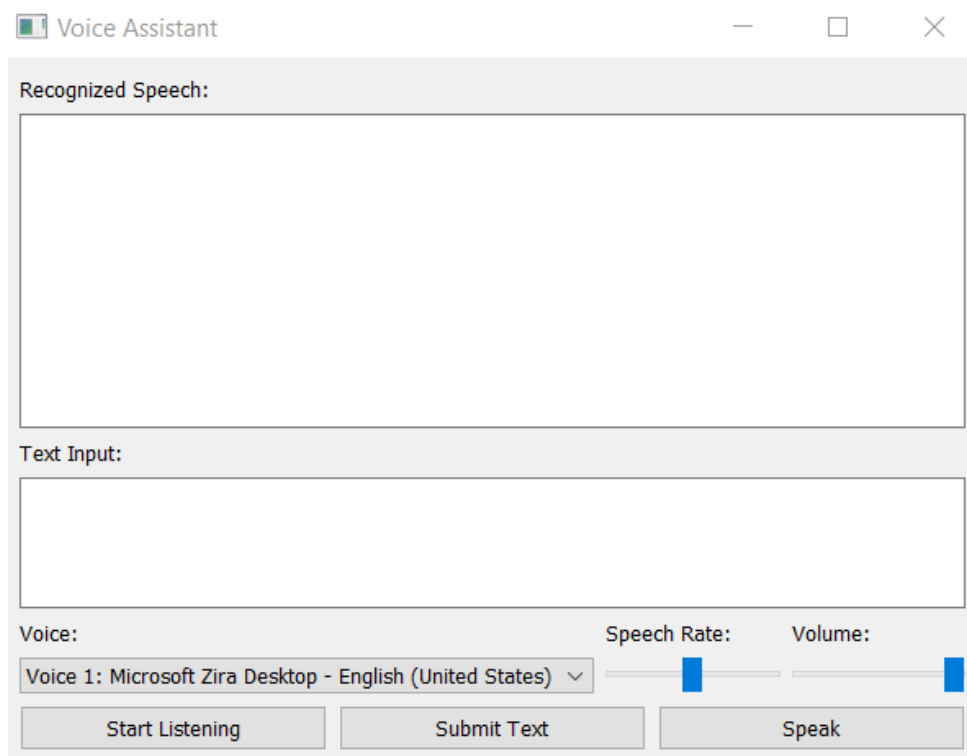 Voice Assistant
Recognized Speech:
Text Input:
Voice: Speech Rate: Volume:
Voice 1: Microsoft Zira Desktop - English (United States)
Start Listening Submit Text Speak